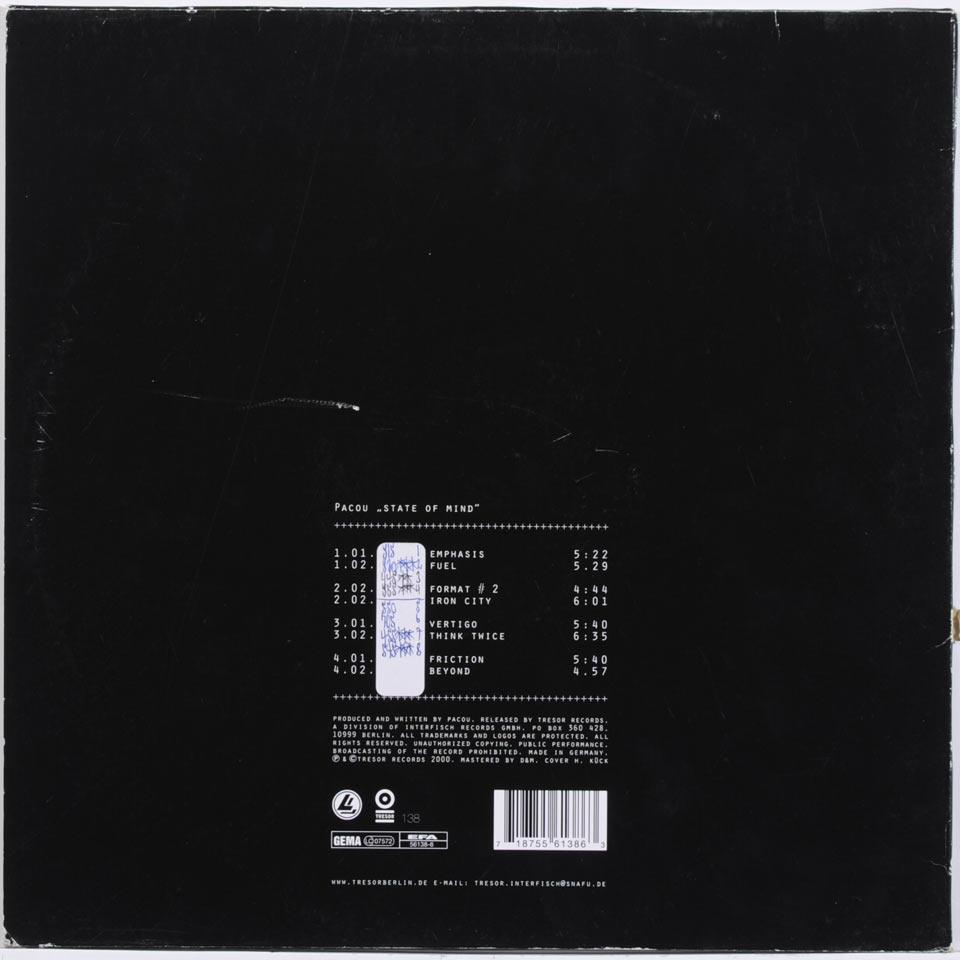 PACOU „STATE OF MIND"
++++++++++++++++++++++++++++++++++++++++++++++
1.01. EMPHASIS 5:22
1.02. FUEL 5.29
2.02. FORMAT # 2 4:44
2.02. IRON CITY 6:01
3.01. VERTIGO 5:40
3.02. THINK TWICE 6:35
4.01. FRICTION 5:40
4.02. BEYOND 4.57
++++++++++++++++++++++++++++++++++++++++++++++
PRODUCED AND WRITTEN BY PACOU. RELEASED BY TRESOR RECORDS.
A DIVISION OF INTERFISCH RECORDS GMBH. PO BOX 360 428.
10999 BERLIN. ALL TRADEMARKS AND LOGOS ARE PROTECTED. ALL
RIGHTS RESERVED. UNAUTHORIZED COPYING. PUBLIC PERFORMANCE.
BROADCASTING OF THE RECORD PROHIBITED. MADE IN GERMANY.
℗ & ©TRESOR RECORDS 2000. MASTERED BY D&M. COVER H. KÜCK
TRESOR 138
GEMA LC 07572 EFA 56138-6
7 18755 61386 3
WWW.TRESORBERLIN.DE E-MAIL: TRESOR.INTERFISCH@SNAFU.DE